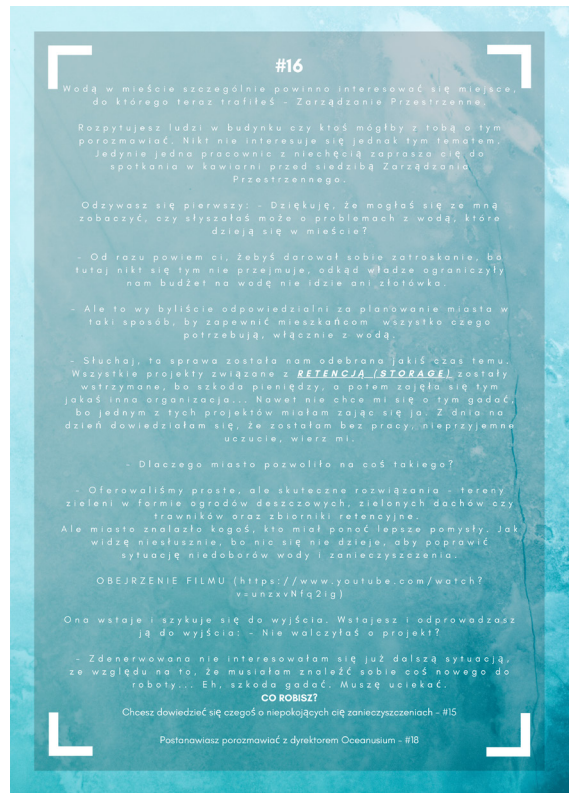 #16
Wodą w mieście szczególnie powinno interesować się miejsce,
do którego teraz trafiłeś - Zarządzanie Przestrzenne.
Rozpytujesz ludzi w budynku czy ktoś mógłby z tobą o tym
porozmawiać. Nikt nie interesuje się jednak tym tematem.
Jedynie jedna pracownic z niechęcią zaprasza cię do
spotkania w kawiarni przed siedzibą Zarządzania
Przestrzennego.
Odzywasz się pierwszy: - Dziękuję, że mogłaś się ze mną
zobaczyć, czy słyszałaś może o problemach z wodą, które
dzieją się w mieście?
- Od razu powiem ci, żebyś darował sobie zatroskanie, bo
tutaj nikt się tym nie przejmuje, odkąd władze ograniczyły
nam budżet na wodę nie idzie ani złotówka.
- Ale to wy byliście odpowiedzialni za planowanie miasta w
taki sposób, by zapewnić mieszkańcom wszystko czego
potrzebują, włącznie z wodą.
- Słuchaj, ta sprawa została nam odebrana jakiś czas temu.
Wszystkie projekty związane z RETENCJĄ (STORAGE) zostały
wstrzymane, bo szkoda pieniędzy, a potem zajęła się tym
jakaś inna organizacja... Nawet nie chce mi się o tym gadać,
bo jednym z tych projektów miałam zając się ja. Z dnia na
dzień dowiedziałam się, że zostałam bez pracy, nieprzyjemne
uczucie, wierz mi.
- Dlaczego miasto pozwoliło na coś takiego?
- Oferowaliśmy proste, ale skuteczne rozwiązania - tereny
zieleni w formie ogrodów deszczowych, zielonych dachów czy
trawników oraz zbiorniki retencyjne.
Ale miasto znalazło kogoś, kto miał ponoć lepsze pomysły. Jak
widzę niesłusznie, bo nic się nie dzieje, aby poprawić
sytuację niedoborów wody i zanieczyszczenia.
OBEJRZENIE FILMU (https://www.youtube.com/watch?
v=unzxvNfq2ig)
Ona wstaje i szykuje się do wyjścia. Wstajesz i odprowadzasz
ją do wyjścia: - Nie walczyłaś o projekt?
- Zdenerwowana nie interesowałam się już dalszą sytuacją,
ze względu na to, że musiałam znaleźć sobie coś nowego do
roboty... Eh, szkoda gadać. Muszę uciekać.
CO ROBISZ?
Chcesz dowiedzieć się czegoś o niepokojących cię zanieczyszczeniach - #15
Postanawiasz porozmawiać z dyrektorem Oceanusium - #18